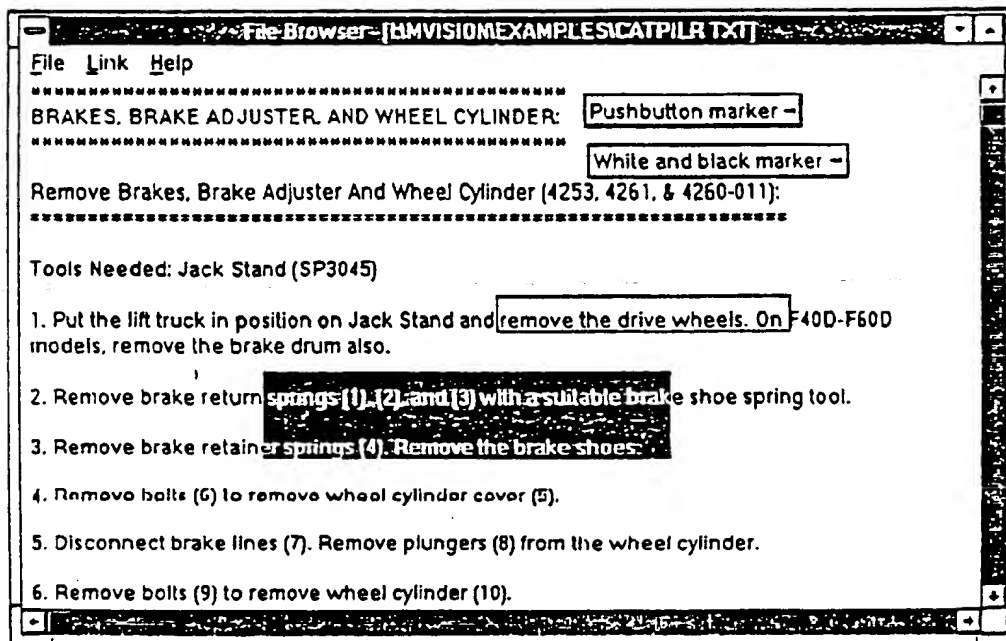 File Browser - [HMVISION\EXAMPLES\CATPILR.TXT]
File Link Help
BRAKES, BRAKE ADJUSTER, AND WHEEL CYLINDER:
Pushbutton marker
White and black marker
Remove Brakes, Brake Adjuster And Wheel Cylinder (4253, 4261, & 4260-011):
Tools Needed: Jack Stand (SP3045)
1. Put the lift truck in position on Jack Stand and remove the drive wheels. On F40D-F60D
models, remove the brake drum also.
2. Remove brake return springs (1), (2), and (3) with a suitable brake shoe spring tool.
3. Remove brake retainer springs (4). Remove the brake shoes.
4. Remove bolts (6) to remove wheel cylinder cover (5).
5. Disconnect brake lines (7). Remove plungers (8) from the wheel cylinder.
6. Remove bolts (9) to remove wheel cylinder (10).